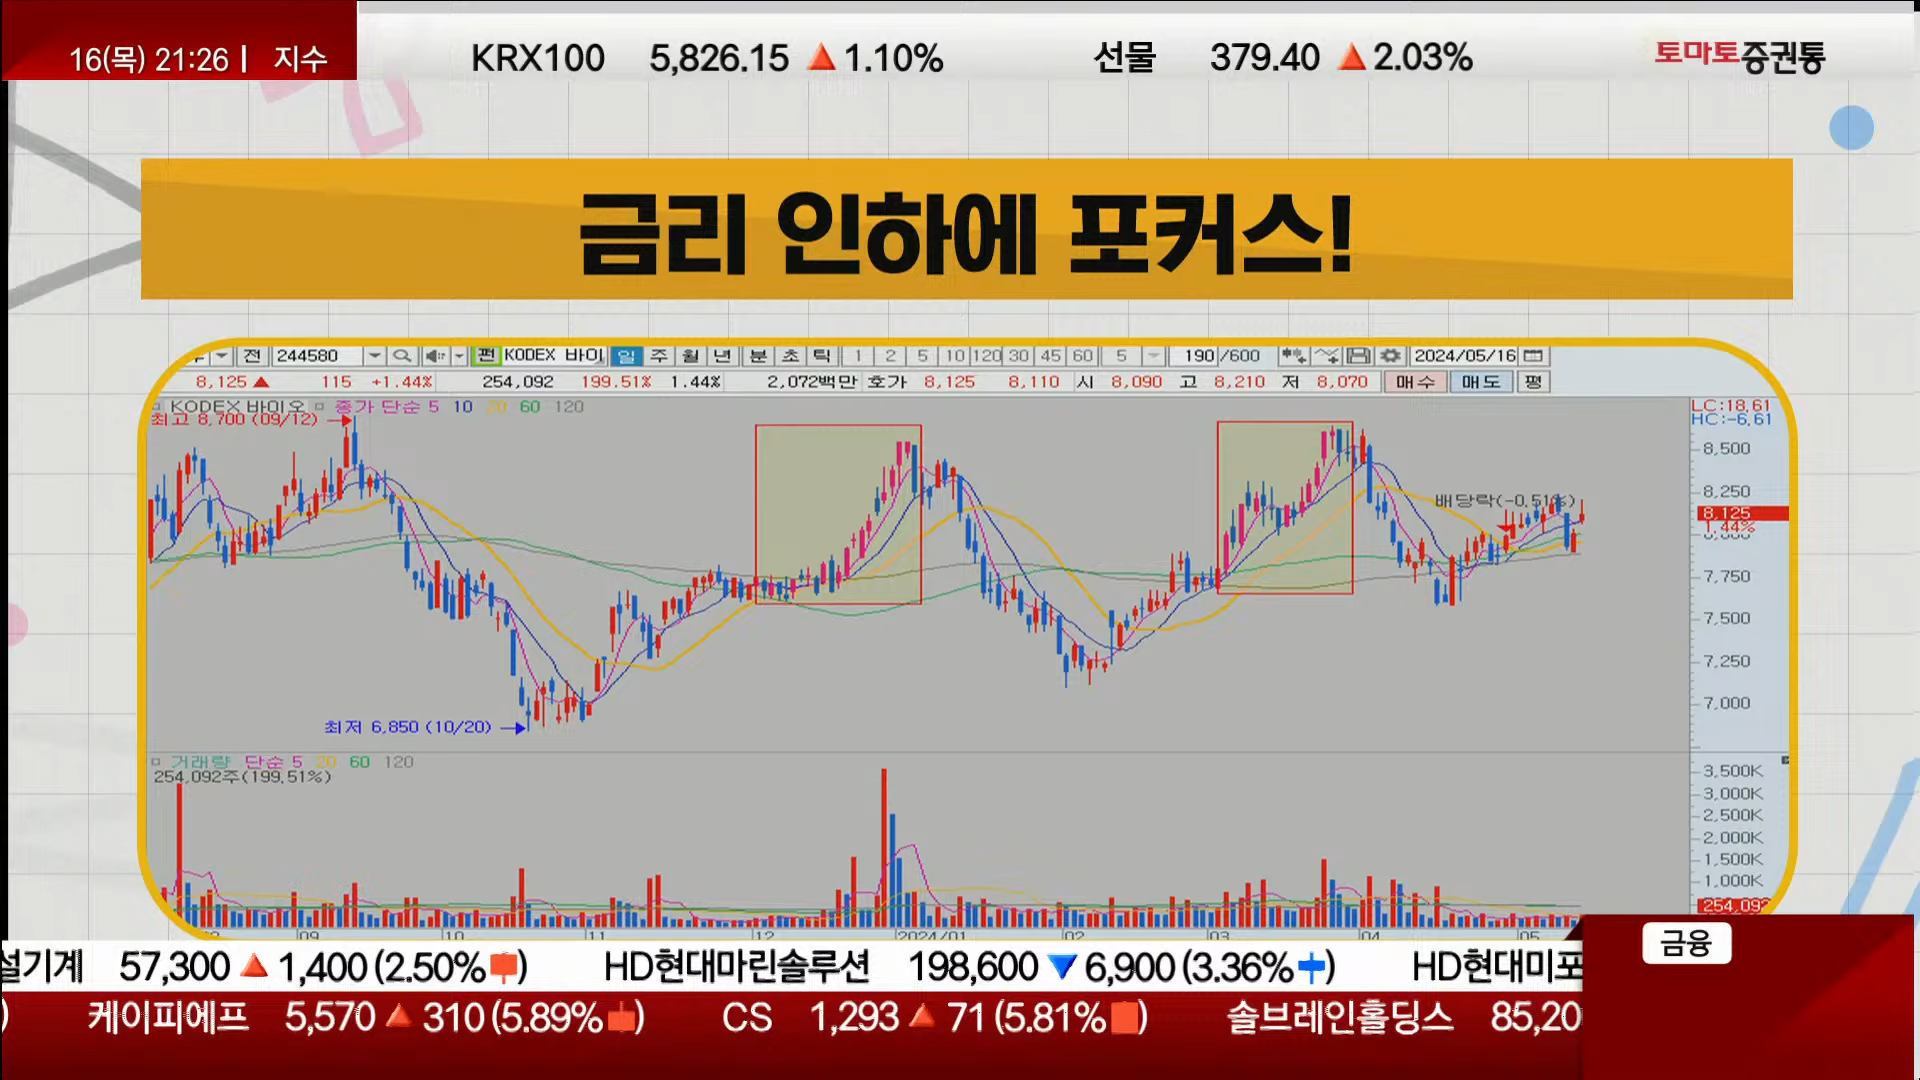 16(목) 21:26 | 지수 KRX100 5,826.15 ▲1.10% 선물 379.40 ▲2.03% 토마토증권통
금리 인하에 포커스!
전 244580 편 KODEX 바이 일 주 월 년 분 초 틱 1 2 5 10 120 30 45 60 5 190 /600 2024/05/16
8,125 ▲ 115 +1.44% 254,092 199.51% 1.44% 2,072백만 호가 8,125 8,110 시 8,090 고 8,210 저 8,070 매수 매도 평
KODEX 바이오 종가 단순 5 10 20 60 120
LC:18.61
최고 8,700 (09/12)
HC:-6.61
8,500
8,250
배당락(-0.51%)
8,125
1.44%
7,750
7,500
7,250
7,000
최저 6,850 (10/20)
거래량 단순 5 20 60 120
254,092주(199.51%)
3,500K
3,000K
2,500K
2,000K
1,500K
1,000K
254,092
09 10 11 12 2024/01 02 03 04 05
금융
설기계 57,300 ▲ 1,400 (2.50%) HD현대마린솔루션 198,600 ▼ 6,900 (3.36%) HD현대미포
) 케이피에프 5,570 ▲ 310 (5.89%) CS 1,293 ▲ 71 (5.81%) 솔브레인홀딩스 85,20